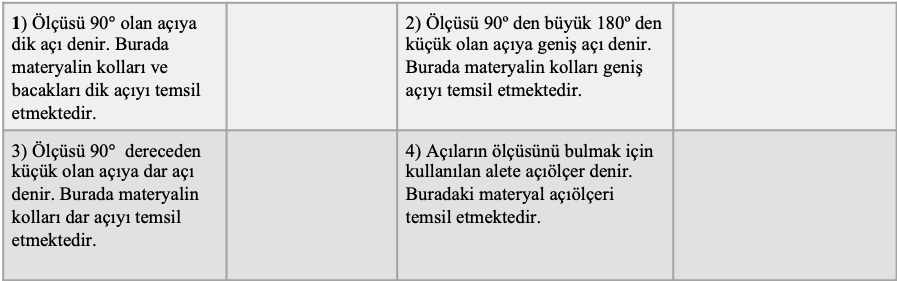 1) Ölçüsü 90° olan açıya
dik açı denir. Burada
materyalin kolları ve
bacakları dik açıyı temsil
etmektedir.
2) Ölçüsü 90º den büyük 180º den
küçük olan açıya geniş açı denir.
Burada materyalin kolları geniş
açıyı temsil etmektedir.
3) Ölçüsü 90° dereceden
küçük olan açıya dar açı
denir. Burada materyalin
kolları dar açıyı temsil
etmektedir.
4) Açıların ölçüsünü bulmak için
kullanılan alete açıölçer denir.
Buradaki materyal açıölçeri
temsil etmektedir.